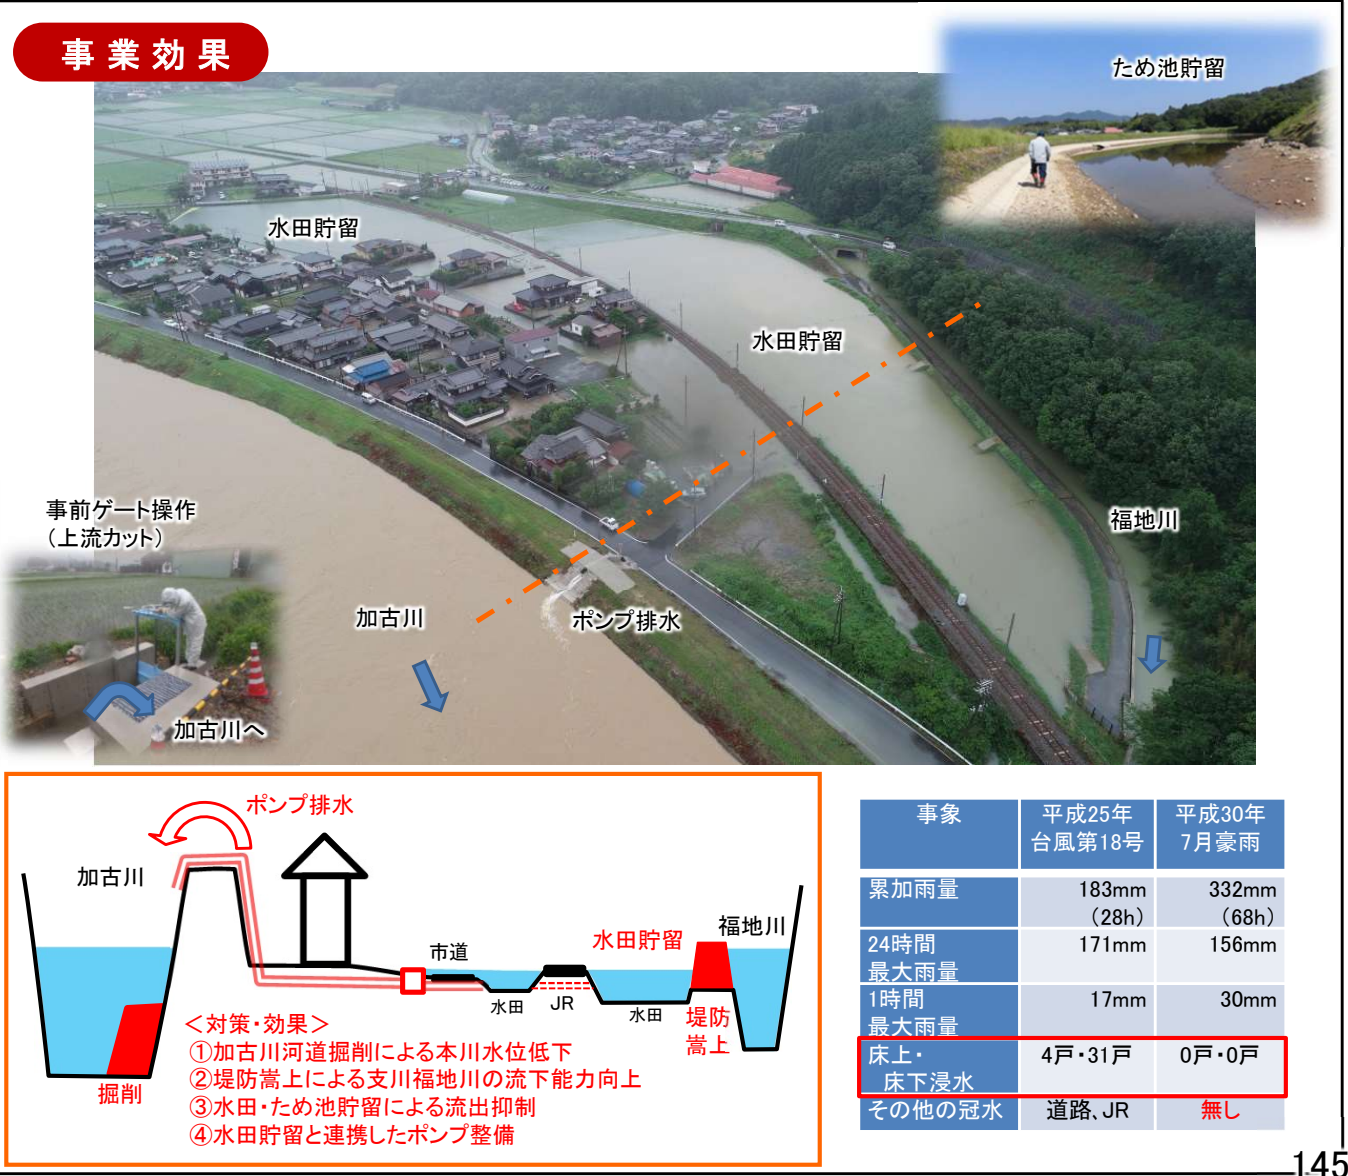 事業効果
ため池貯留
水田貯留
水田貯留
事前ゲート操作
（上流カット）
福地川
加古川
ポンプ排水
加古川へ
ポンプ排水
加古川
福地川
水田貯留
市道
水田
JR
水田
堤防
嵩上
掘削
＜対策・効果＞
①加古川河道掘削による本川水位低下
②堤防嵩上による支川福地川の流下能力向上
③水田・ため池貯留による流出抑制
④水田貯留と連携したポンプ整備
事象 平成25年 平成30年
台風第18号 7月豪雨
累加雨量 183mm 332mm
（28h） （68h）
24時間 171mm 156mm
最大雨量
1時間 17mm 30mm
最大雨量
床上・ 4戸・31戸 0戸・0戸
床下浸水
その他の冠水 道路、JR 無し
145